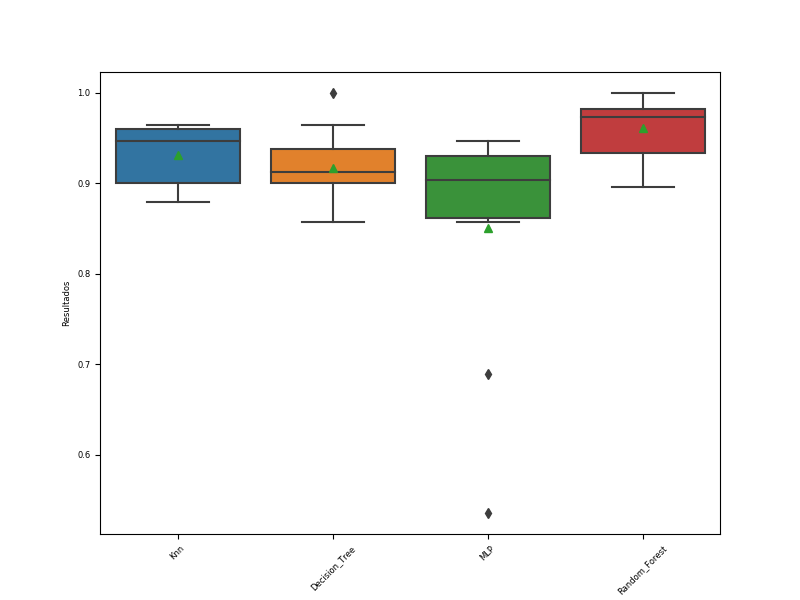 1.0
0.9
0.8
0.7
0.6
Resultados
Knn
Decision_Tree
MLP
Random_Forest